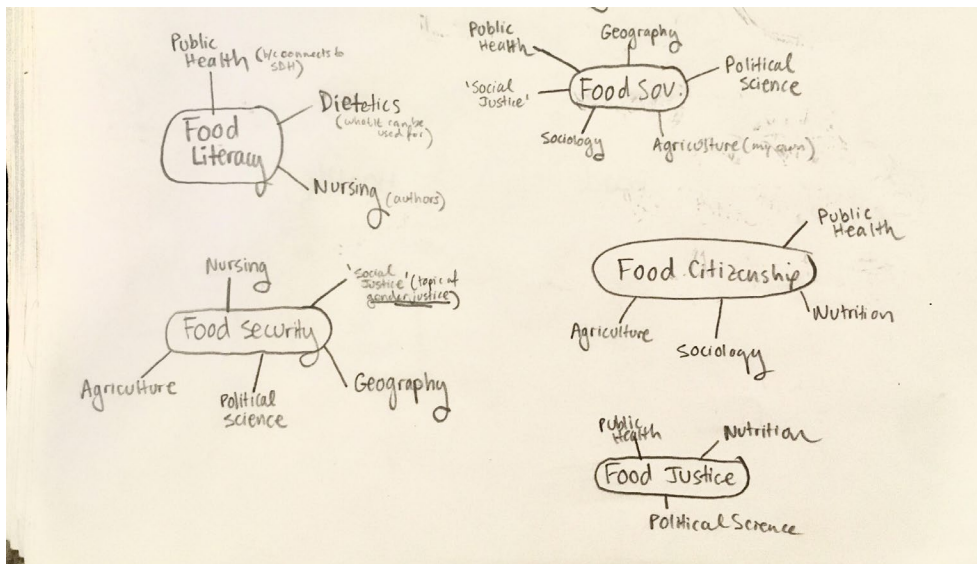 Public
Health (b/c connects to
SDH)
Dietetics
(what it can be
used for)
Food
Literacy
Nursing (authors)
Public
Health
Geography
Political
Science
'Social
Justice'
Food Sov.
Sociology
Agriculture (my own)
Nursing
'Social
Justice' (topic of
gender justice)
Food Security
Agriculture
Political
science
Geography
Public
Health
Food Citizenship
Agriculture
Sociology
Nutrition
Public
Health
Nutrition
Food Justice
Political Science